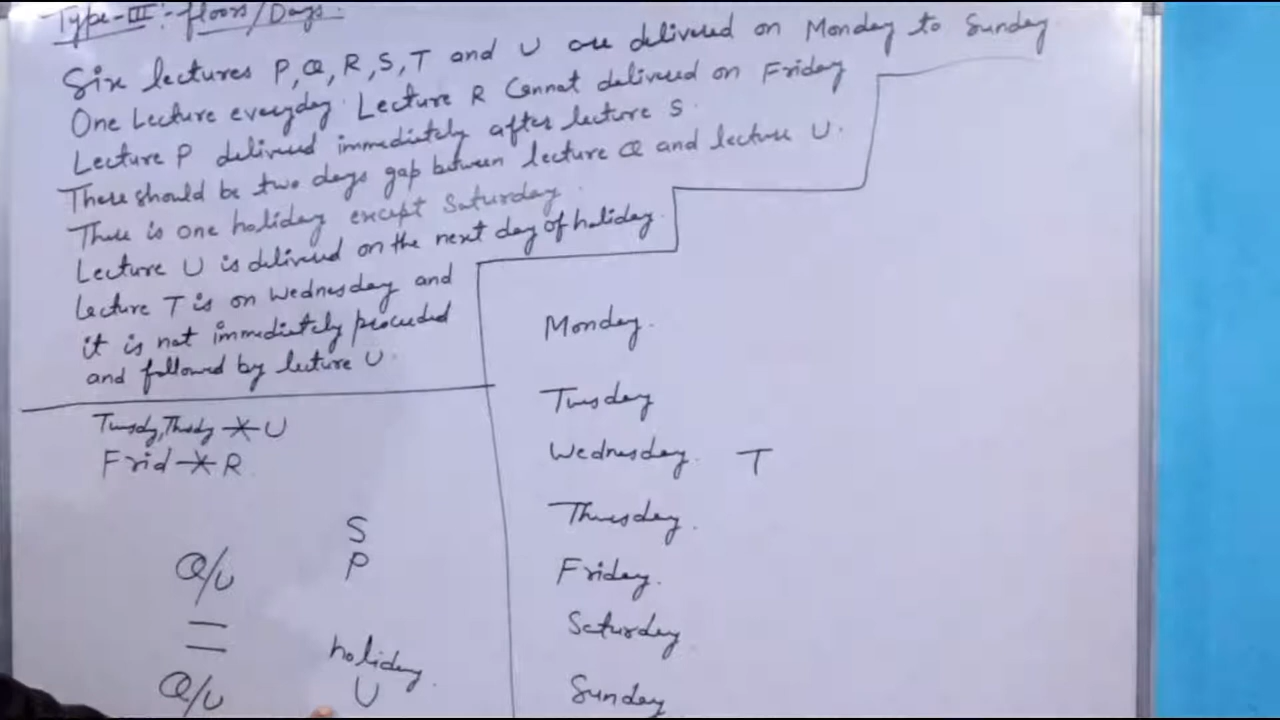 Type-III:- floors/Days.
Six lectures P, Q, R, S, T and U are delivered on Monday to Sunday
One Lecture everyday. Lecture R Cannot delivered on Friday
Lecture P delivered immediately after lecture S.
There should be two days gap between lecture Q and lecture U.
There is one holiday except Saturday.
Lecture U is delivered on the next day of holiday.
Lecture T is on Wednesday and
it is not immediately proceded
and followed by lecture U.
Tuesdy, Thusdy U
Frid R
S
P
Q/U
holiday.
Q/U
U
Monday.
Tuesday
Wednesday. T
Thursday.
Friday.
Saturday
Sunday